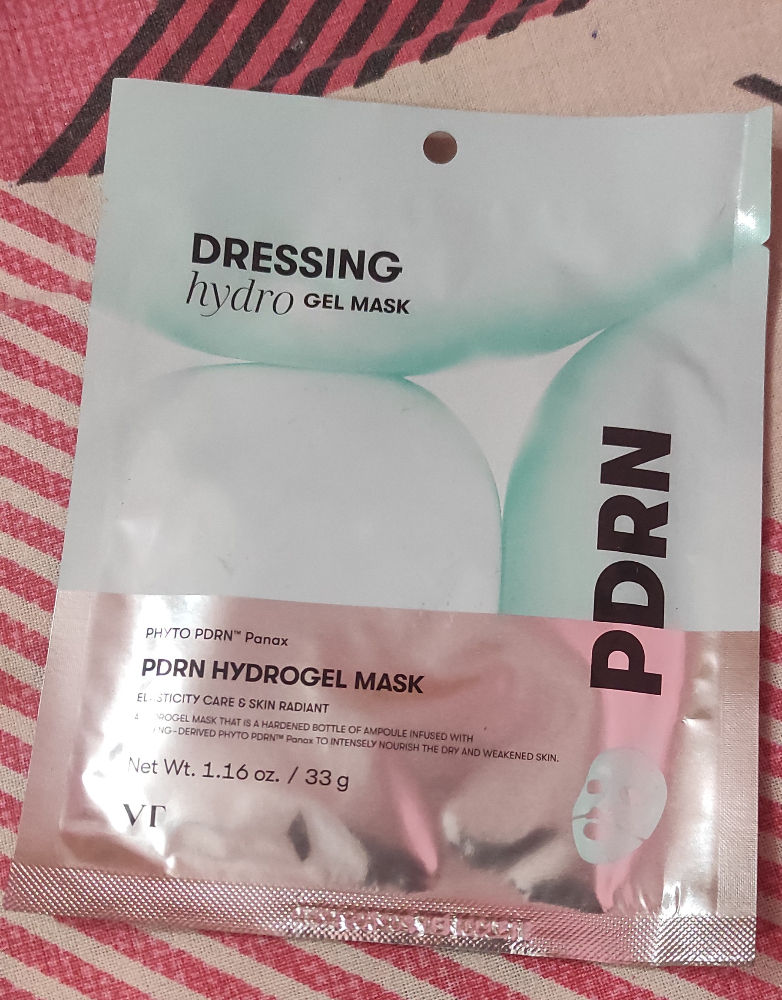 DRESSING
hydro GEL MASK
PDRN
PHYTO PDRN™ Panax
PDRN HYDROGEL MASK
ELASTICITY CARE & SKIN RADIANT
MASK THAT IS A HARDENED BOTTLE OF AMPOULE INFUSED WITH
PHYTO PDRN™ Panax TO INTENSELY NOURISH THE DRY AND WEAKENED SKIN.
Net Wt. 1.16 oz. / 33 g